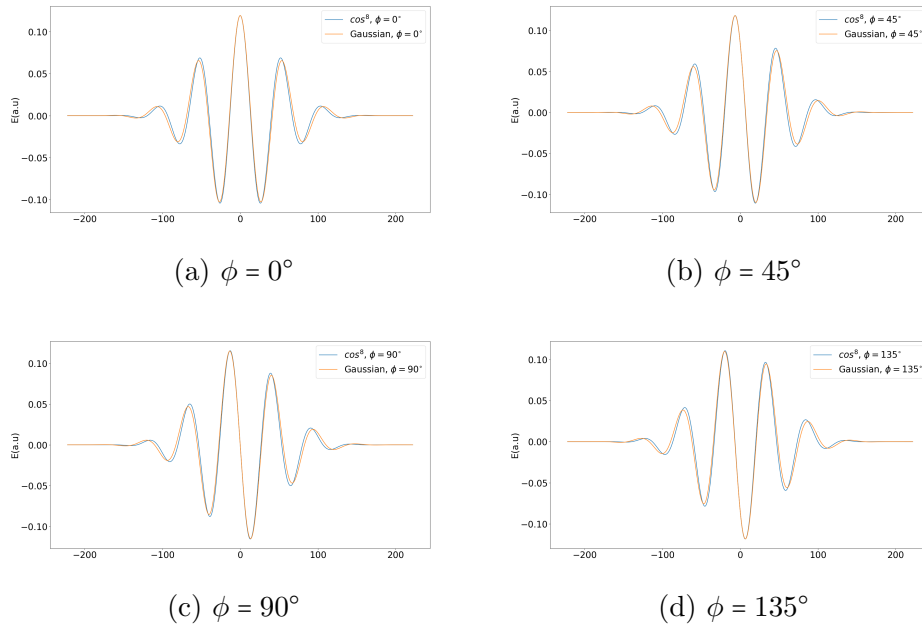 cos⁸, ϕ = 0°
Gaussian, ϕ = 0°
E(a.u)
0.10
0.05
0.00
−0.05
−0.10
−200 −100 0 100 200
(a) ϕ = 0°
cos⁸, ϕ = 45°
Gaussian, ϕ = 45°
E(a.u)
0.10
0.05
0.00
−0.05
−0.10
−200 −100 0 100 200
(b) ϕ = 45°
cos⁸, ϕ = 90°
Gaussian, ϕ = 90°
E(a.u)
0.10
0.05
0.00
−0.05
−0.10
−200 −100 0 100 200
(c) ϕ = 90°
cos⁸, ϕ = 135°
Gaussian, ϕ = 135°
E(a.u)
0.10
0.05
0.00
−0.05
−0.10
−200 −100 0 100 200
(d) ϕ = 135°